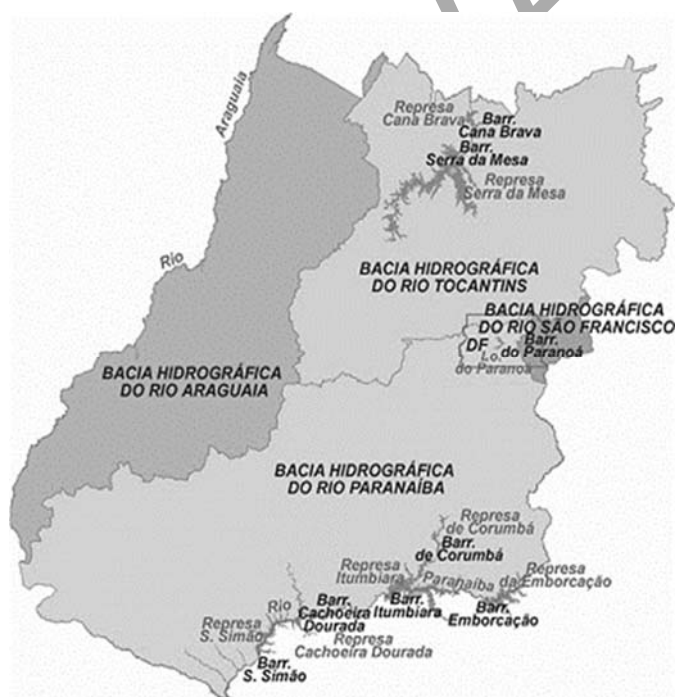 Araguaia
Rio
Represa
Cana Brava
Barr.
Cana Brava
Barr.
Serra da Mesa
Represa
Serra da Mesa
BACIA HIDROGRÁFICA
DO RIO TOCANTINS
BACIA HIDROGRÁFICA
DO RIO SÃO FRANCISCO
DF
Barr.
do Paranoá
Lo.
do Paranoá
BACIA HIDROGRÁFICA
DO RIO ARAGUAIA
BACIA HIDROGRÁFICA
DO RIO PARANAÍBA
Represa
de Corumbá
Barr.
de Corumbá
Represa
Itumbiara
Paranaíba
Represa
da Emborcação
Barr.
Itumbiara
Barr.
Emborcação
Rio
Barr.
Cachoeira
Dourada
Represa
S. Simão
Represa
Cachoeira Dourada
Barr.
S. Simão